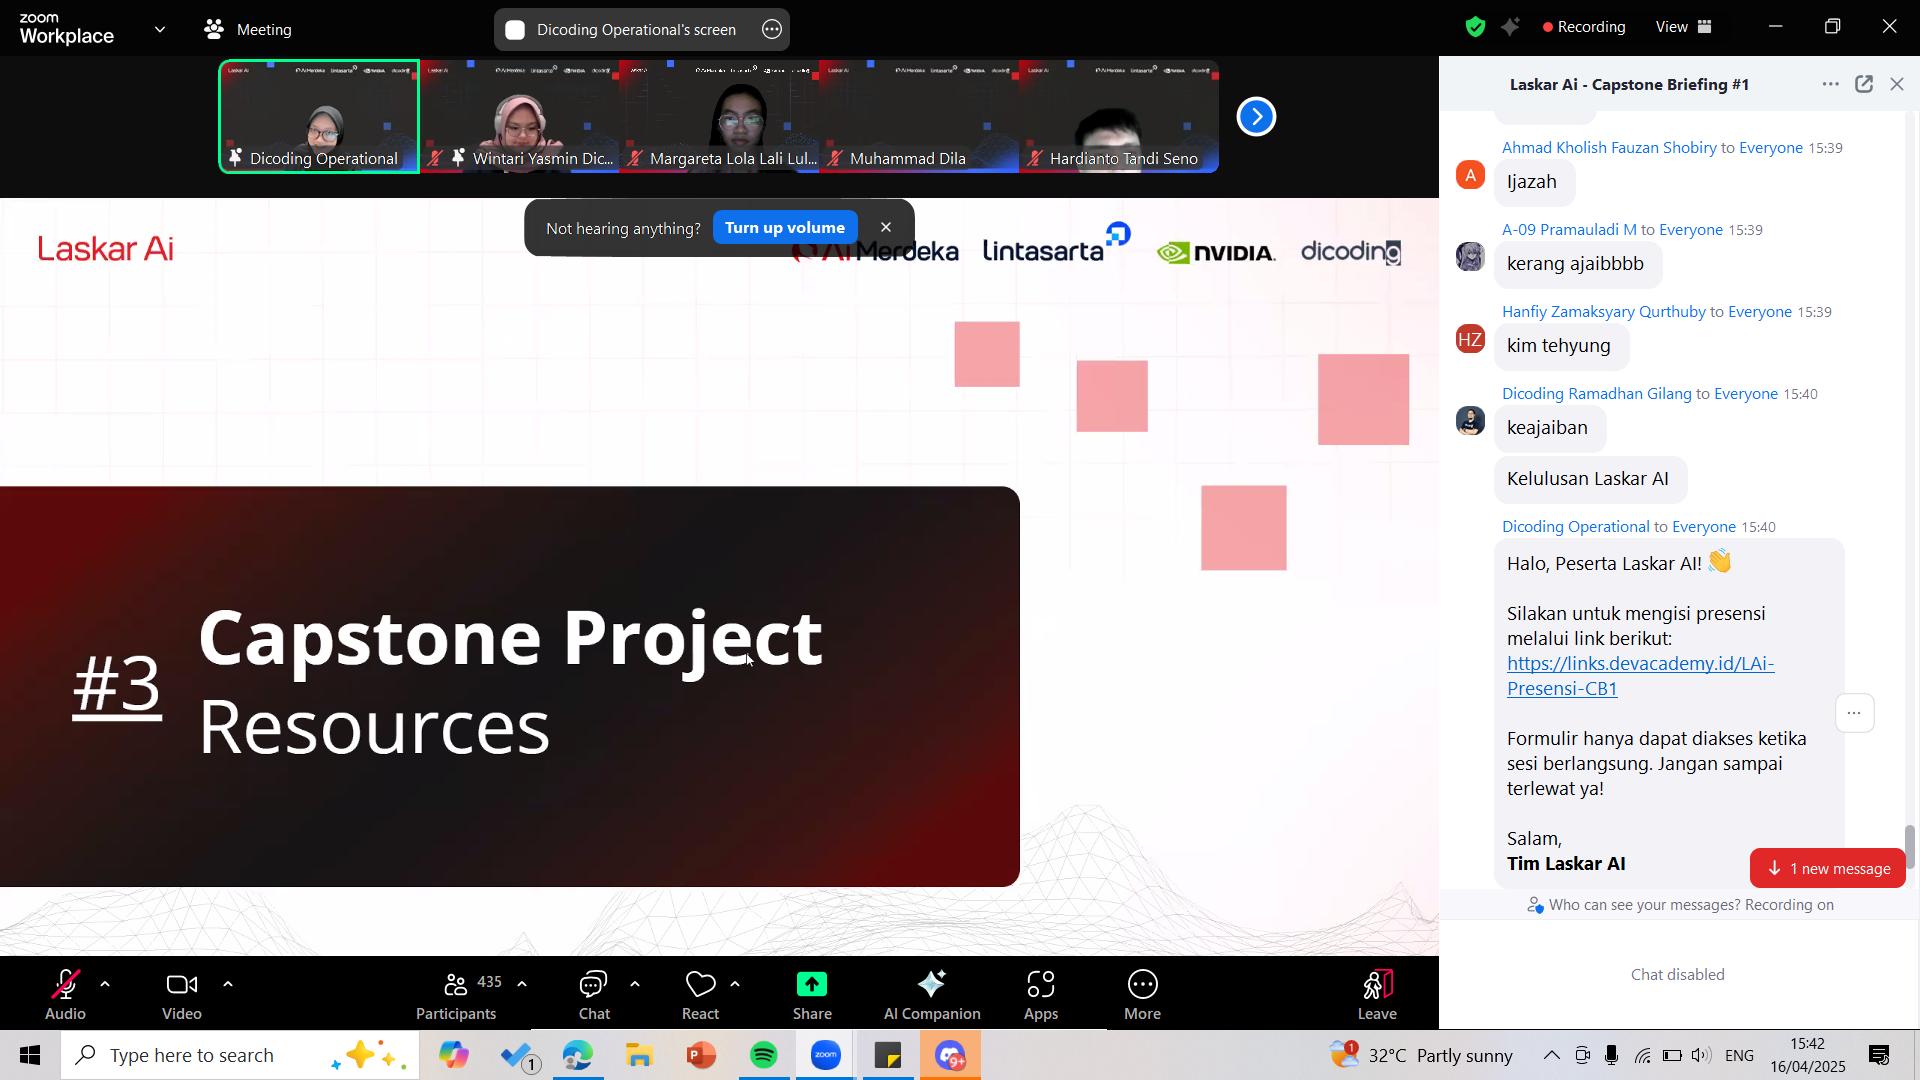 zoom
Workplace
Meeting
Dicoding Operational's screen
Recording
View
Dicoding Operational
Wintari Yasmin Dic...
Margareta Lola Lali Lul...
Muhammad Dila
Hardianto Tandi Seno
Not hearing anything?
Turn up volume
Laskar Ai
Ai Merdeka
lintasarta
NVIDIA.
dicoding
#3
Capstone Project
Resources
Laskar Ai - Capstone Briefing #1
Ahmad Kholish Fauzan Shobiry to Everyone 15:39
A
Ijazah
A-09 Pramauladi M to Everyone 15:39
kerang ajaibbbb
Hanfiy Zamaksyary Qurthuby to Everyone 15:39
HZ
kim tehyung
Dicoding Ramadhan Gilang to Everyone 15:40
keajaiban
Kelulusan Laskar AI
Dicoding Operational to Everyone 15:40
Halo, Peserta Laskar AI! 👋
Silakan untuk mengisi presensi
melalui link berikut:
https://links.devacademy.id/LAi-
Presensi-CB1
Formulir hanya dapat diakses ketika
sesi berlangsung. Jangan sampai
terlewat ya!
Salam,
Tim Laskar AI
1 new message
Who can see your messages? Recording on
Chat disabled
Audio
Video
435
Participants
Chat
React
Share
AI Companion
Apps
More
Leave
Type here to search
1
zoom
9+
1
32°C Partly sunny
ENG
15:42
16/04/2025